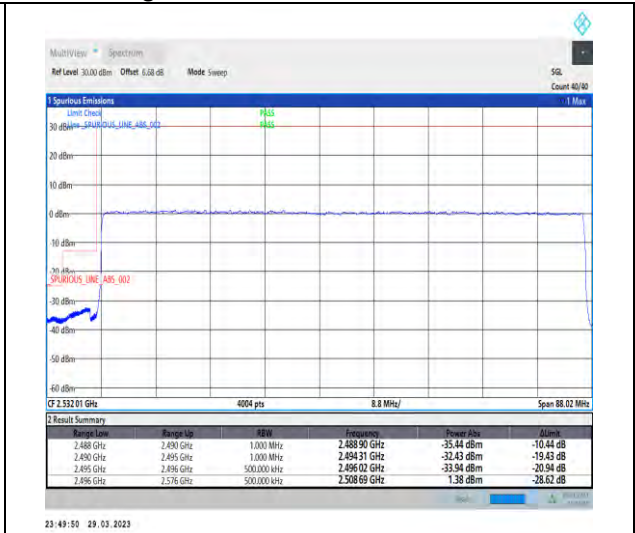 MultiView Spectrum
Ref Level 30.00 dBm Offset 6.68 dB Mode Sweep SGL
Count 40/40
1 Spurious Emissions 1 Max
Limit Check PASS
Line _SPURIOUS_LINE_ABS_002 PASS
30 dBm
20 dBm
10 dBm
0 dBm
-10 dBm
-20 dBm
_SPURIOUS_LINE_ABS_002
-30 dBm
-40 dBm
-50 dBm
-60 dBm
CF 2.532 01 GHz 4004 pts 8.8 MHz/ Span 88.02 MHz
2 Result Summary
Range Low Range Up RBW Frequency Power Abs ΔLimit
2.488 GHz 2.490 GHz 1.000 MHz 2.488 90 GHz -35.44 dBm -10.44 dB
2.490 GHz 2.495 GHz 1.000 MHz 2.494 31 GHz -32.43 dBm -19.43 dB
2.495 GHz 2.496 GHz 500.000 kHz 2.496 02 GHz -33.94 dBm -20.94 dB
2.496 GHz 2.576 GHz 500.000 kHz 2.508 69 GHz 1.38 dBm -28.62 dB
23:49:50 29.03.2023